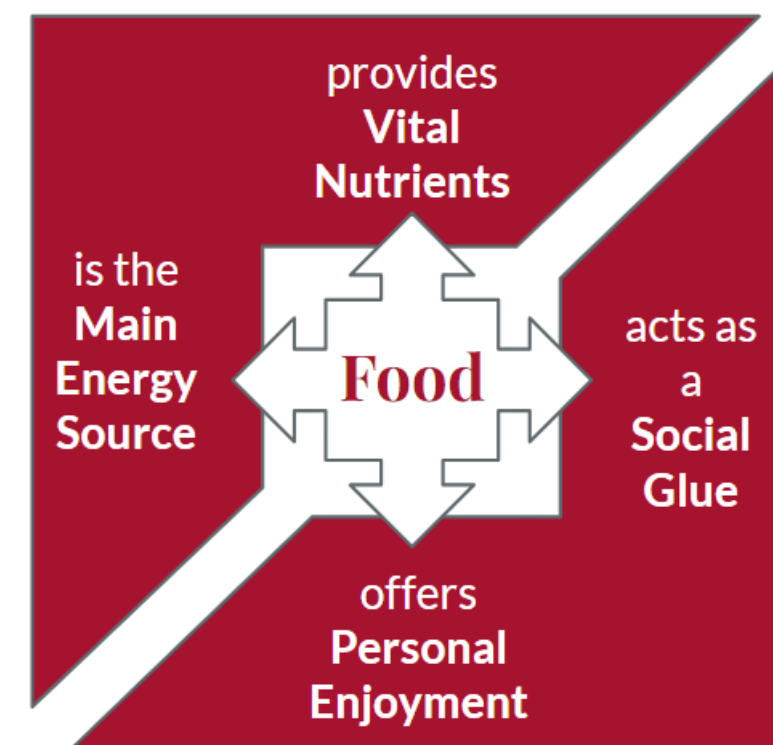 provides
Vital
Nutrients
is the
Main
Energy
Source
Food
acts as
a
Social
Glue
offers
Personal
Enjoyment